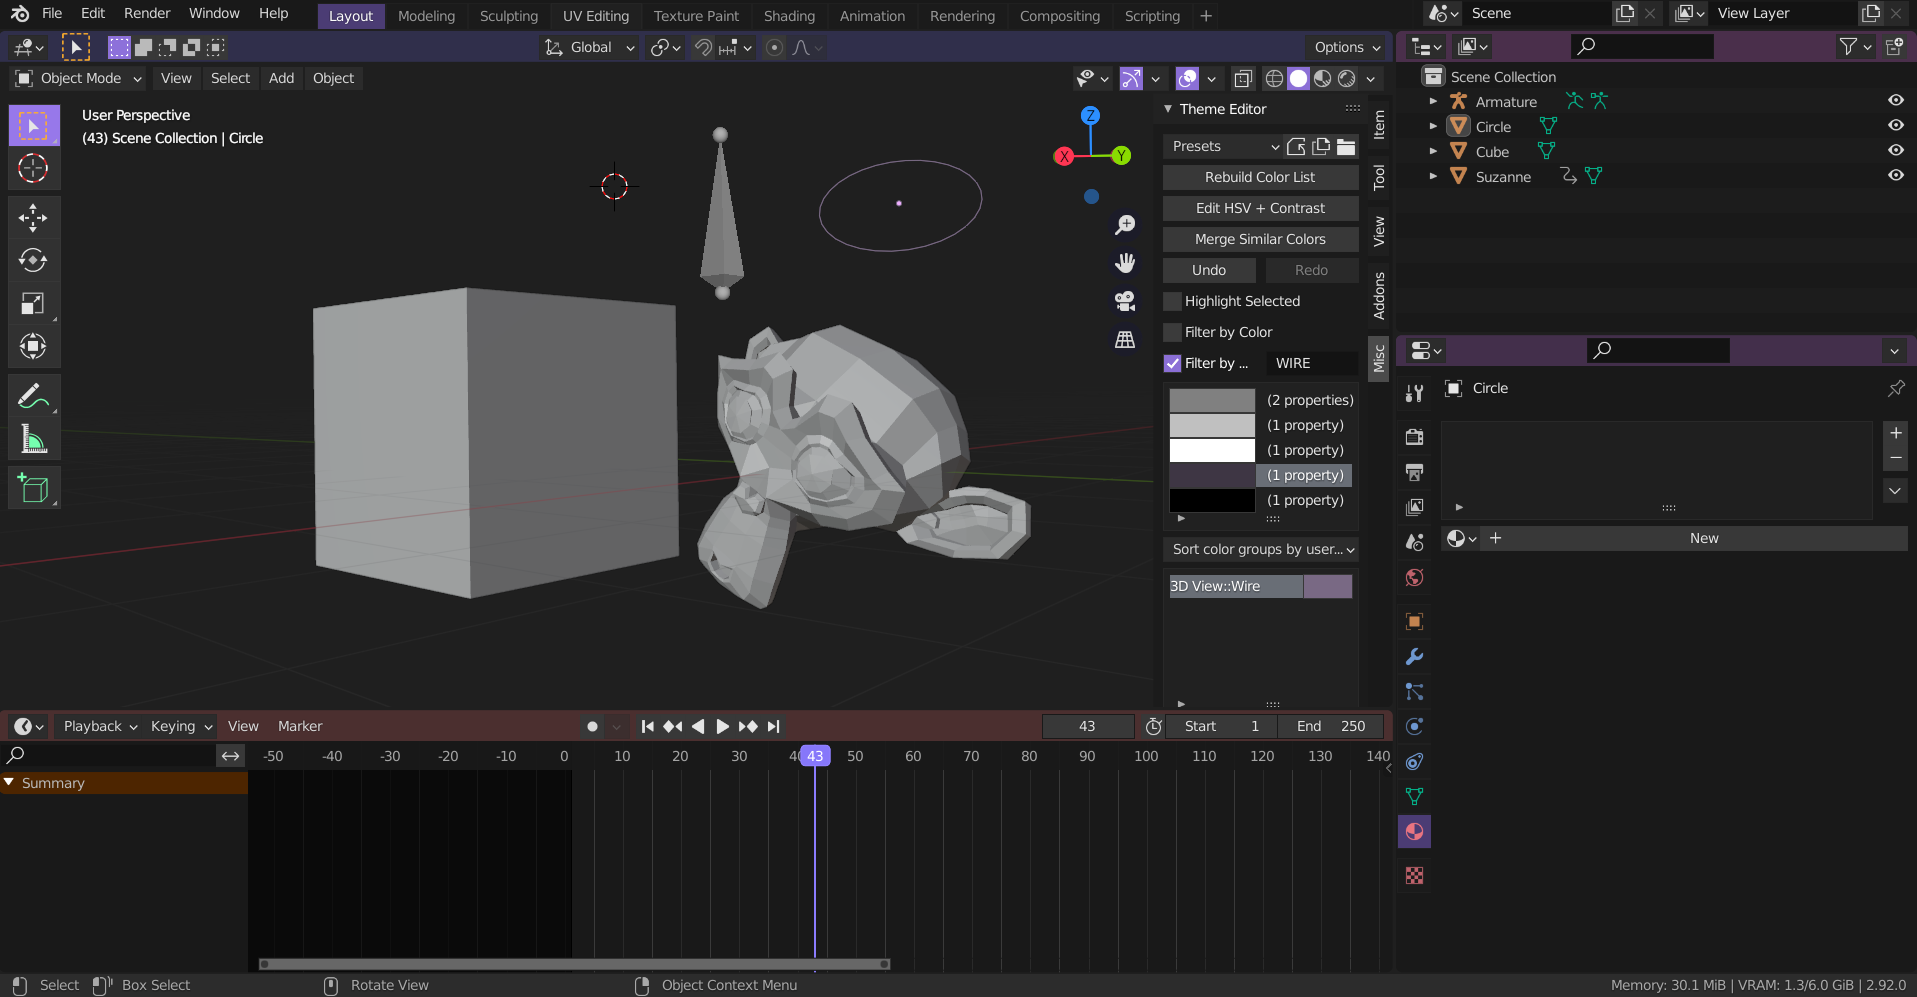 File Edit Render Window Help Layout Modeling Sculpting UV Editing Texture Paint Shading Animation Rendering Compositing Scripting + Scene View Layer
Global Options
Object Mode View Select Add Object
User Perspective
(43) Scene Collection | Circle
Z
X
Y
Theme Editor
Presets
Rebuild Color List
Edit HSV + Contrast
Merge Similar Colors
Undo Redo
Highlight Selected
Filter by Color
Filter by ... WIRE
(2 properties)
(1 property)
(1 property)
(1 property)
(1 property)
Sort color groups by user...
3D View::Wire
Item
Tool
View
Addons
Misc
Scene Collection
Armature
Circle
Cube
Suzanne
Circle
New
Playback Keying View Marker 43 Start 1 End 250
-50 -40 -30 -20 -10 0 10 20 30 4 43 50 60 70 80 90 100 110 120 130 140
Summary
Select Box Select Rotate View Object Context Menu Memory: 30.1 MiB | VRAM: 1.3/6.0 GiB | 2.92.0